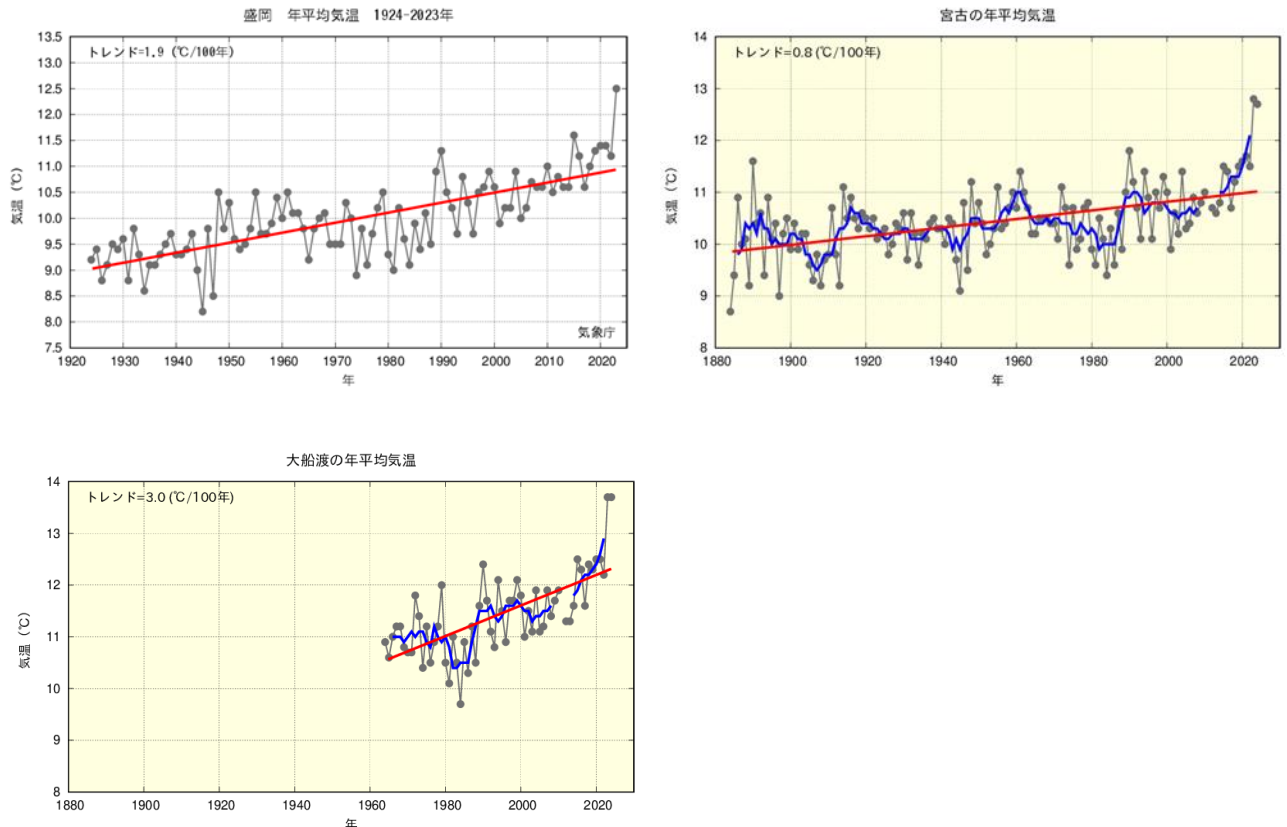 盛岡　年平均気温　1924-2023年
トレンド=1.9（℃/100年）
気温（℃）
13.5
13.0
12.5
12.0
11.5
11.0
10.5
10.0
9.5
9.0
8.5
8.0
7.5
気象庁
1920 1930 1940 1950 1960 1970 1980 1990 2000 2010 2020
年
宮古の年平均気温
トレンド=0.8 (℃/100年)
気温（℃）
14
13
12
11
10
9
8
1880 1900 1920 1940 1960 1980 2000 2020
年
大船渡の年平均気温
トレンド=3.0 (℃/100年)
気温（℃）
14
13
12
11
10
9
8
1880 1900 1920 1940 1960 1980 2000 2020
年